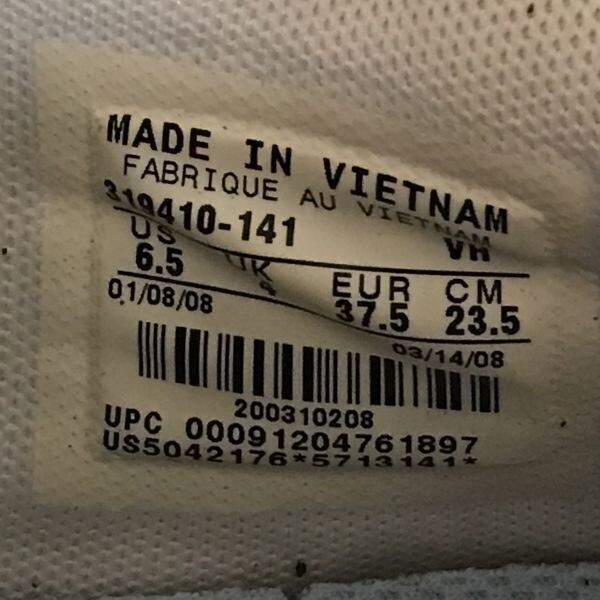 MADE IN VIETNAM
FABRIQUE AU VIETNAM
319410-141 VH
US UK EUR CM
6.5 37.5 23.5
01/08/08 03/14/08
200310208
UPC 00091204761897
US5042176*5713141*